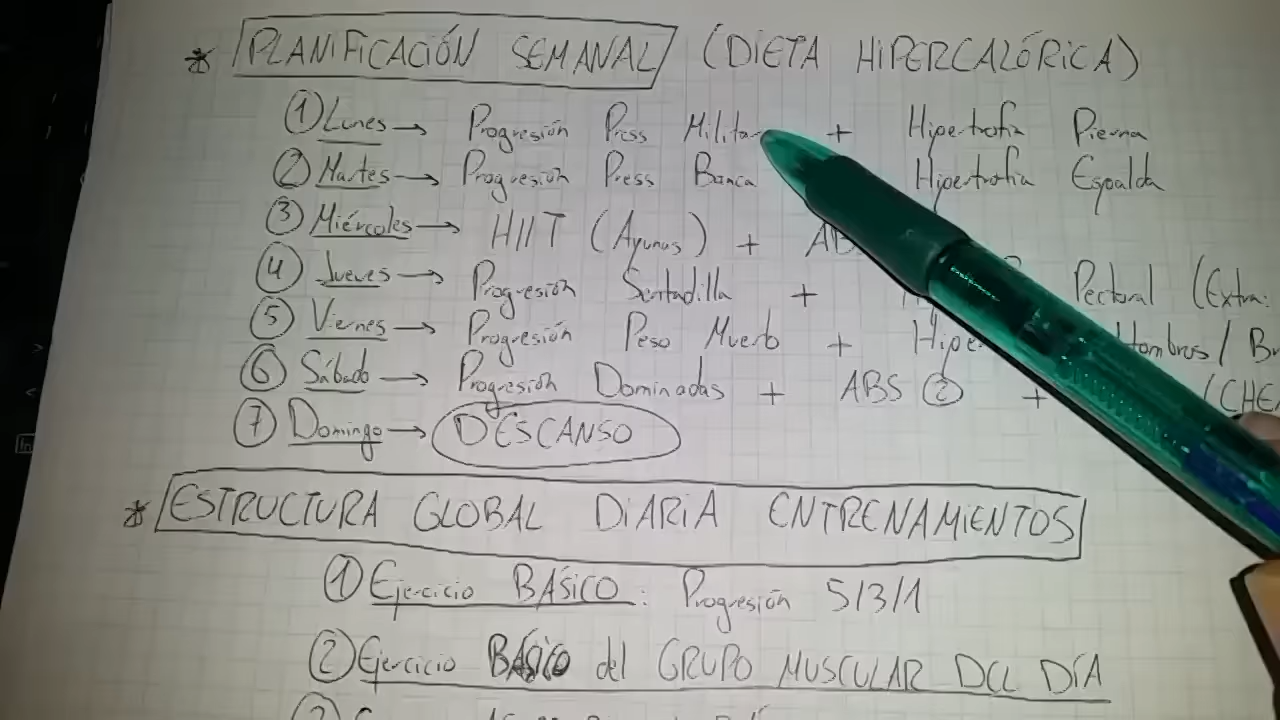 * PLANIFICACIÓN SEMANAL (DIETA HIPERCALÓRICA)
① Lunes → Progresión Press Militar + Hipertrofia Pierna
② Martes → Progresión Press Banca Hipertrofia Espalda
③ Miércoles → HIIT (Ayunas) +
④ Jueves → Progresión Sentadilla + Pectoral (Extra:
⑤ Viernes → Progresión Peso Muerto + Hombros /
⑥ Sábado → Progresión Dominadas + ABS ② +
⑦ Domingo → DESCANSO
* ESTRUCTURA GLOBAL DIARIA ENTRENAMIENTOS
① Ejercicio BÁSICO: Progresión 5/3/1
② Ejercicio BÁSICO del GRUPO MUSCULAR DEL DÍA